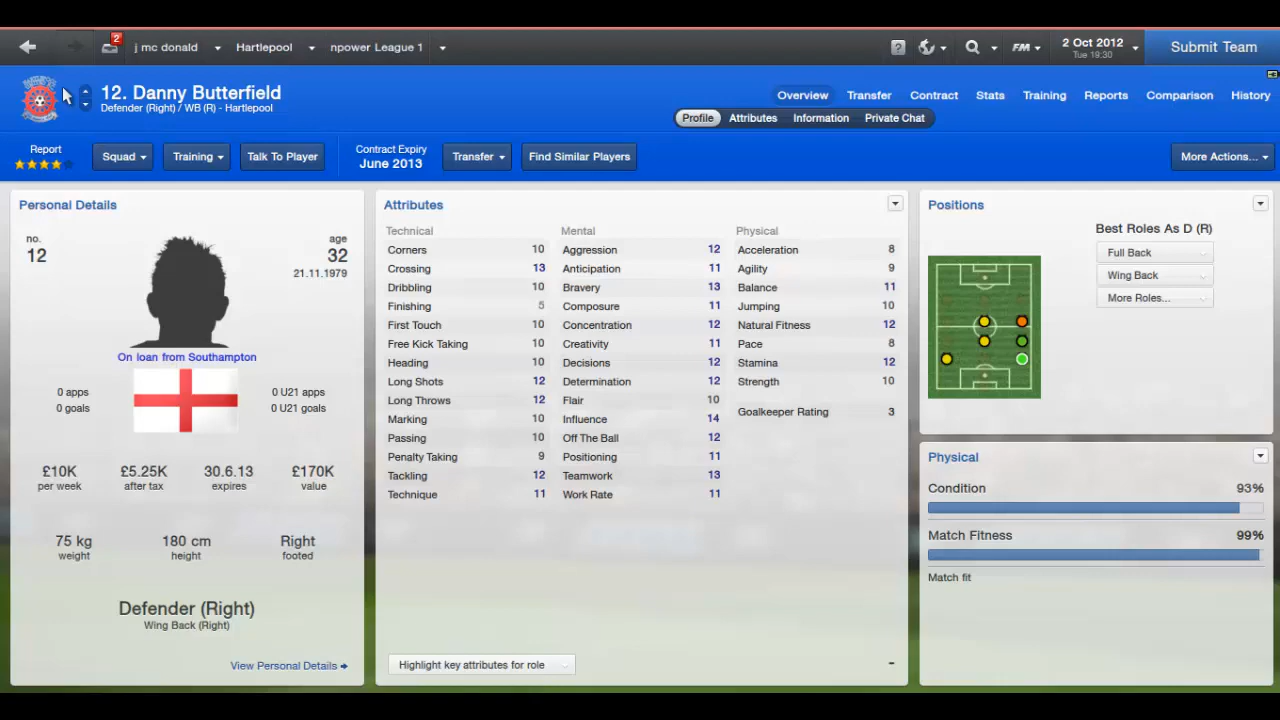 2
j mc donald
Hartlepool
npower League 1
?
FM
2 Oct 2012
Tue 19:30
Submit Team
12. Danny Butterfield
Defender (Right) / WB (R) - Hartlepool
Overview Transfer Contract Stats Training Reports Comparison History
Profile Attributes Information Private Chat
Report
Squad
Training
Talk To Player
Contract Expiry
June 2013
Transfer
Find Similar Players
More Actions...
Personal Details
no.
12
age
32
21.11.1979
On loan from Southampton
0 apps
0 goals
0 U21 apps
0 U21 goals
£10K
per week
£5.25K
after tax
30.6.13
expires
£170K
value
75 kg
weight
180 cm
height
Right
footed
Defender (Right)
Wing Back (Right)
View Personal Details
Attributes
Technical Mental Physical
Corners 10 Aggression 12 Acceleration 8
Crossing 13 Anticipation 11 Agility 9
Dribbling 10 Bravery 13 Balance 11
Finishing 5 Composure 11 Jumping 10
First Touch 10 Concentration 12 Natural Fitness 12
Free Kick Taking 10 Creativity 11 Pace 8
Heading 10 Decisions 12 Stamina 12
Long Shots 12 Determination 12 Strength 10
Long Throws 12 Flair 10
Goalkeeper Rating 3
Marking 10 Influence 14
Passing 10 Off The Ball 12
Penalty Taking 9 Positioning 11
Tackling 12 Teamwork 13
Technique 11 Work Rate 11
Highlight key attributes for role
-
Positions
Best Roles As D (R)
Full Back
Wing Back
More Roles...
Physical
Condition 93%
Match Fitness 99%
Match fit